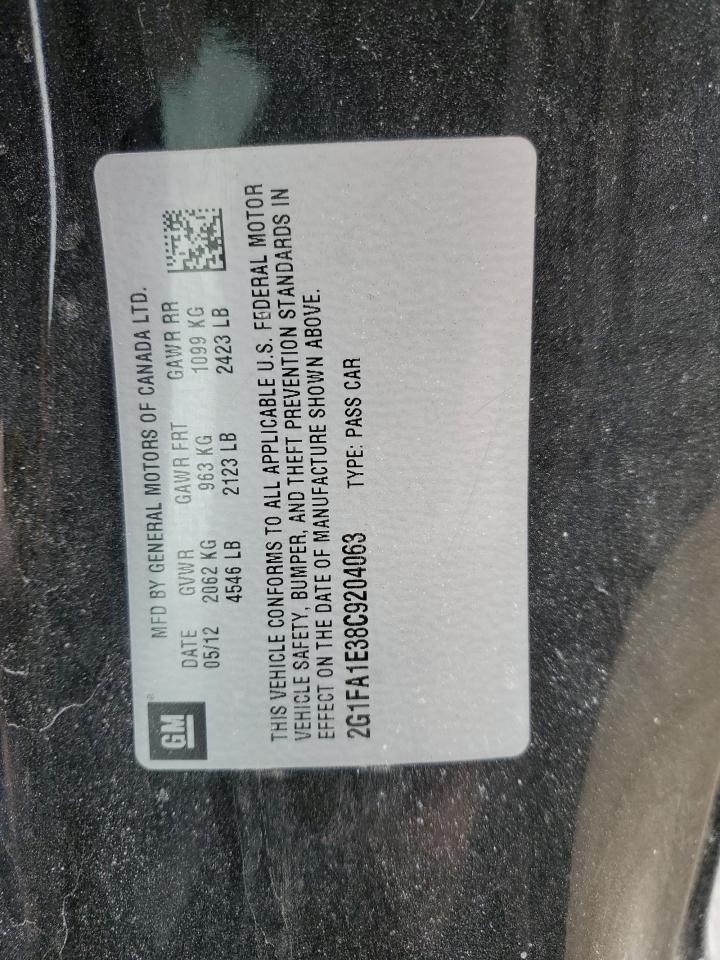 GM®
MFD BY GENERAL MOTORS OF CANADA LTD.
DATE GVWR GAWR FRT GAWR RR
05/12 2062 KG 963 KG 1099 KG
4546 LB 2123 LB 2423 LB
THIS VEHICLE CONFORMS TO ALL APPLICABLE U.S. FEDERAL MOTOR
VEHICLE SAFETY, BUMPER, AND THEFT PREVENTION STANDARDS IN
EFFECT ON THE DATE OF MANUFACTURE SHOWN ABOVE.
2G1FA1E38C9204063 TYPE: PASS CAR